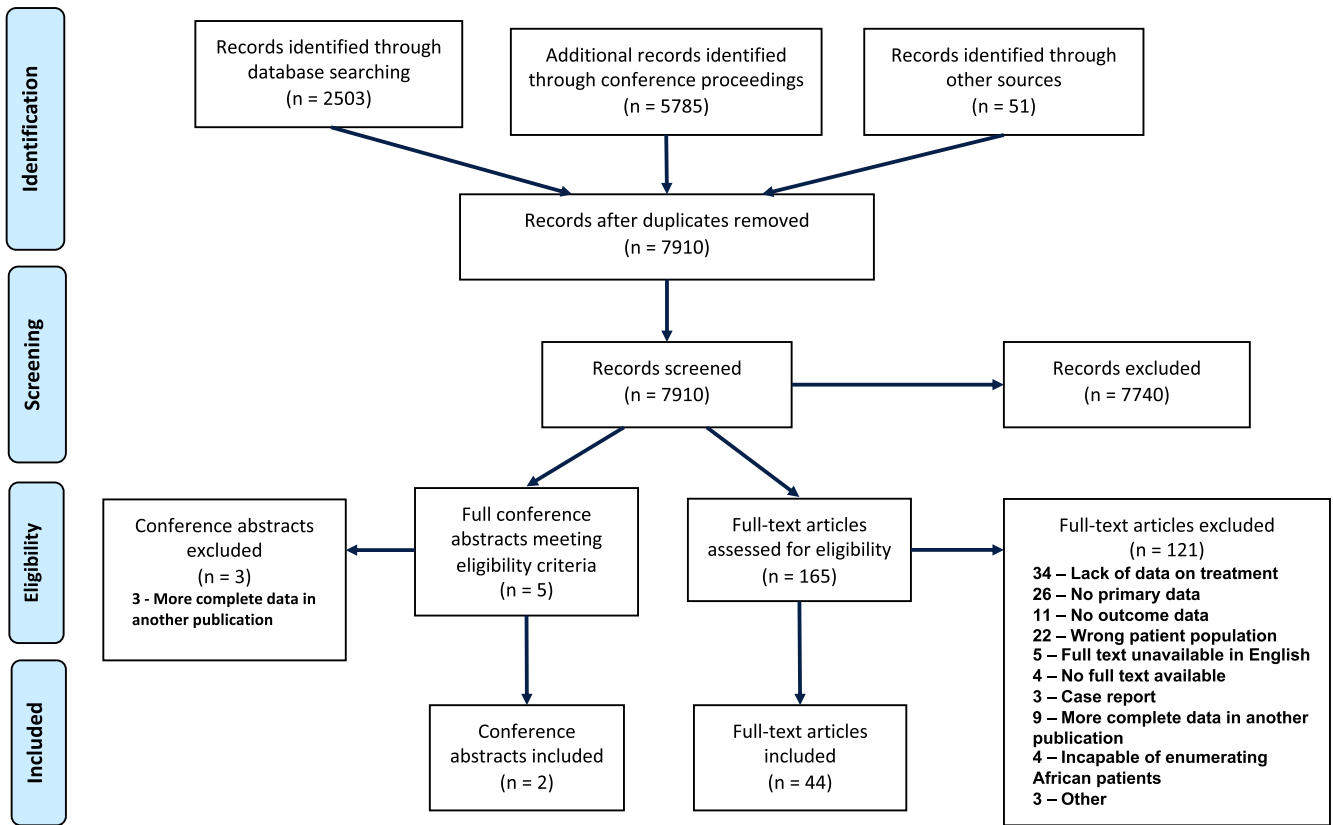 Identification
Records identified through
database searching
(n = 2503)
Additional records identified
through conference proceedings
(n = 5785)
Records identified through
other sources
(n = 51)
Records after duplicates removed
(n = 7910)
Screening
Records screened
(n = 7910)
Records excluded
(n = 7740)
Eligibility
Conference abstracts
excluded
(n = 3)
3 - More complete data in
another publication
Full conference
abstracts meeting
eligibility criteria
(n = 5)
Full-text articles
assessed for eligibility
(n = 165)
Full-text articles excluded
(n = 121)
34 – Lack of data on treatment
26 – No primary data
11 – No outcome data
22 – Wrong patient population
5 – Full text unavailable in English
4 – No full text available
3 – Case report
9 – More complete data in another
publication
4 – Incapable of enumerating
African patients
3 – Other
Included
Conference
abstracts included
(n = 2)
Full-text articles
included
(n = 44)